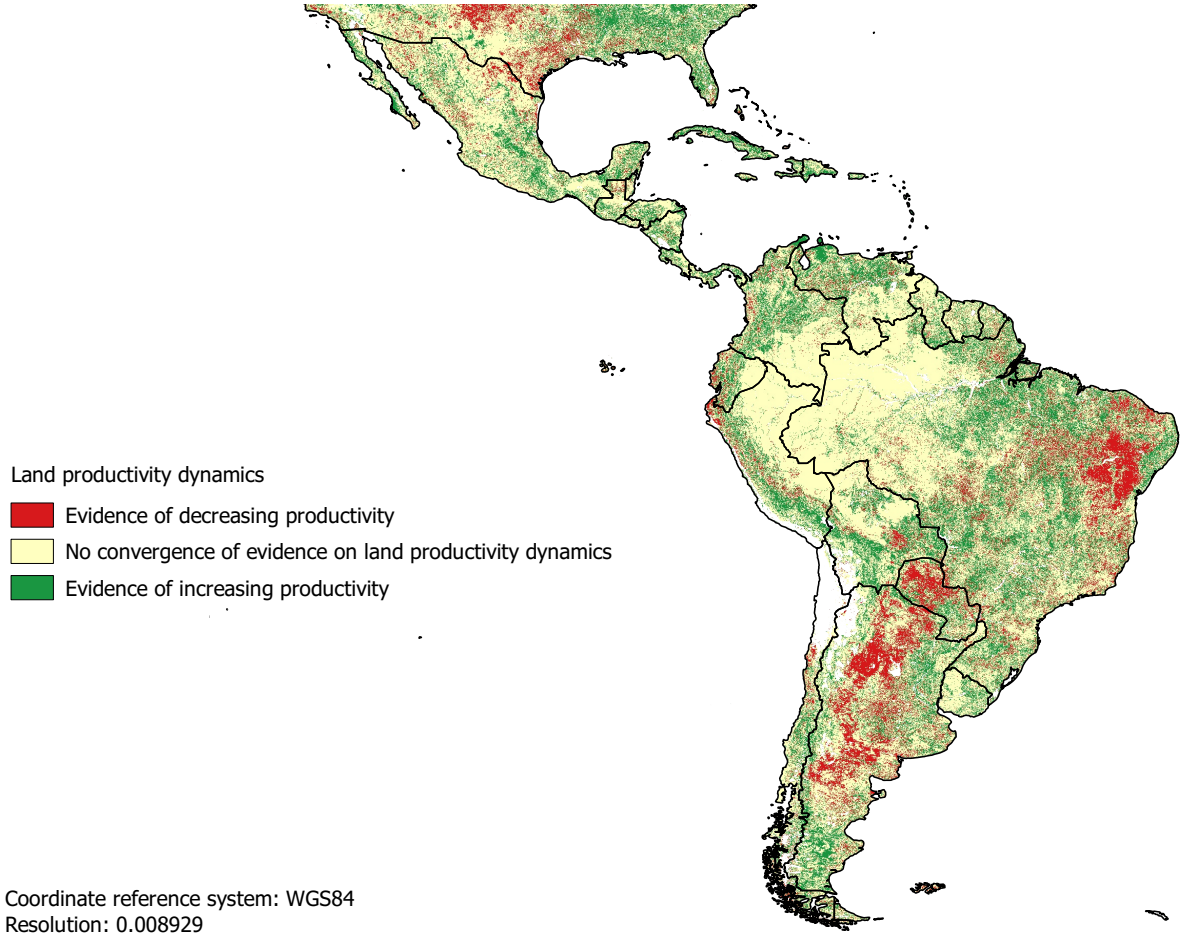 Land productivity dynamics
Evidence of decreasing productivity
No convergence of evidence on land productivity dynamics
Evidence of increasing productivity
Coordinate reference system: WGS84
Resolution: 0.008929